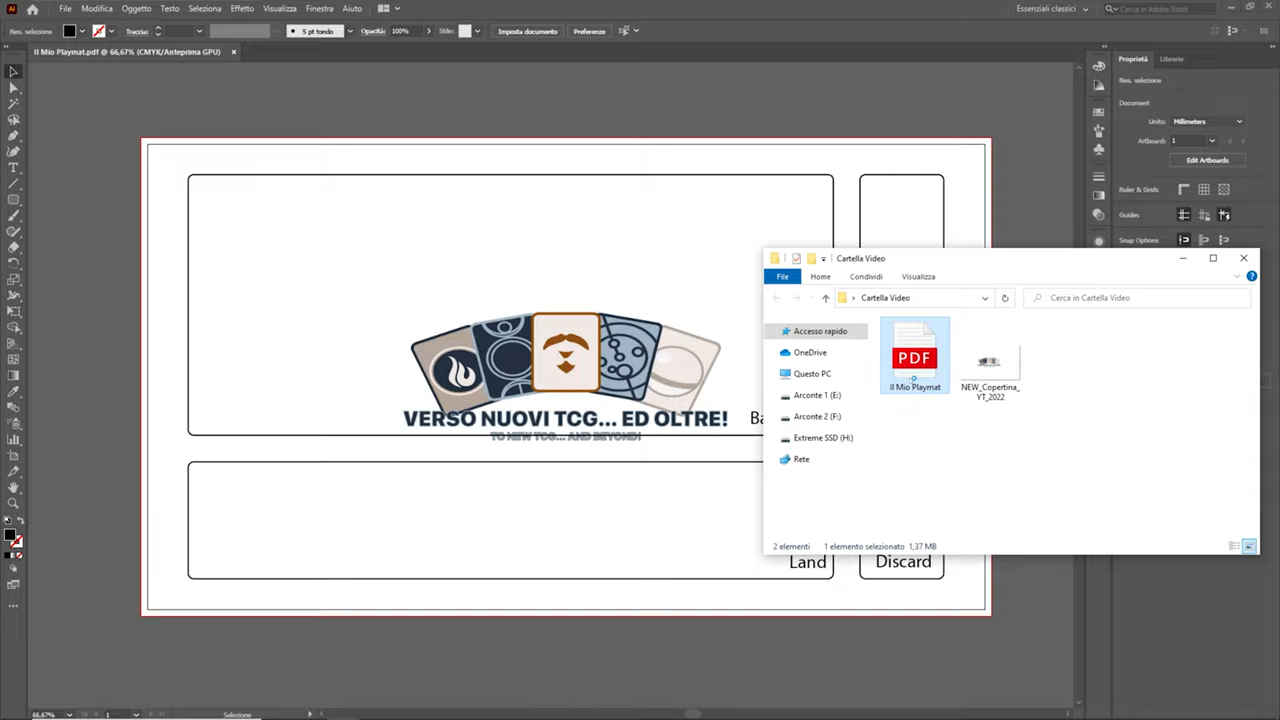 Ai File Modifica Oggetto Testo Seleziona Effetto Visualizza Finestra Aiuto Essenziali classici Cerca in Adobe Stock
Nes. selezione Traccia: 5 pt tondo Opacità: 100% Stile: Imposta documento Preferenze
Il Mio Playmat.pdf @ 66,67% (CMYK/Anteprima GPU) ×
Proprietà Librerie
Nes. selezione
Document
Units: Millimeters
Artboard: 1
Edit Artboards
Ruler & Grids
Guides
Snap Options
Cartella Video
File Home Condividi Visualizza
Cartella Video Cerca in Cartella Video
Accesso rapido
OneDrive
Questo PC
Arconte 1 (E:)
Arconte 2 (F:)
Extreme SSD (H:)
Rete
PDF
Il Mio Playmat
NEW_Copertina_
YT_2022
2 elementi 1 elemento selezionato 1,37 MB
VERSO NUOVI TCG... ED OLTRE!
TO NEW TCG... AND BEYOND!
Ba
Land
Discard
66,67% 1 Selezione